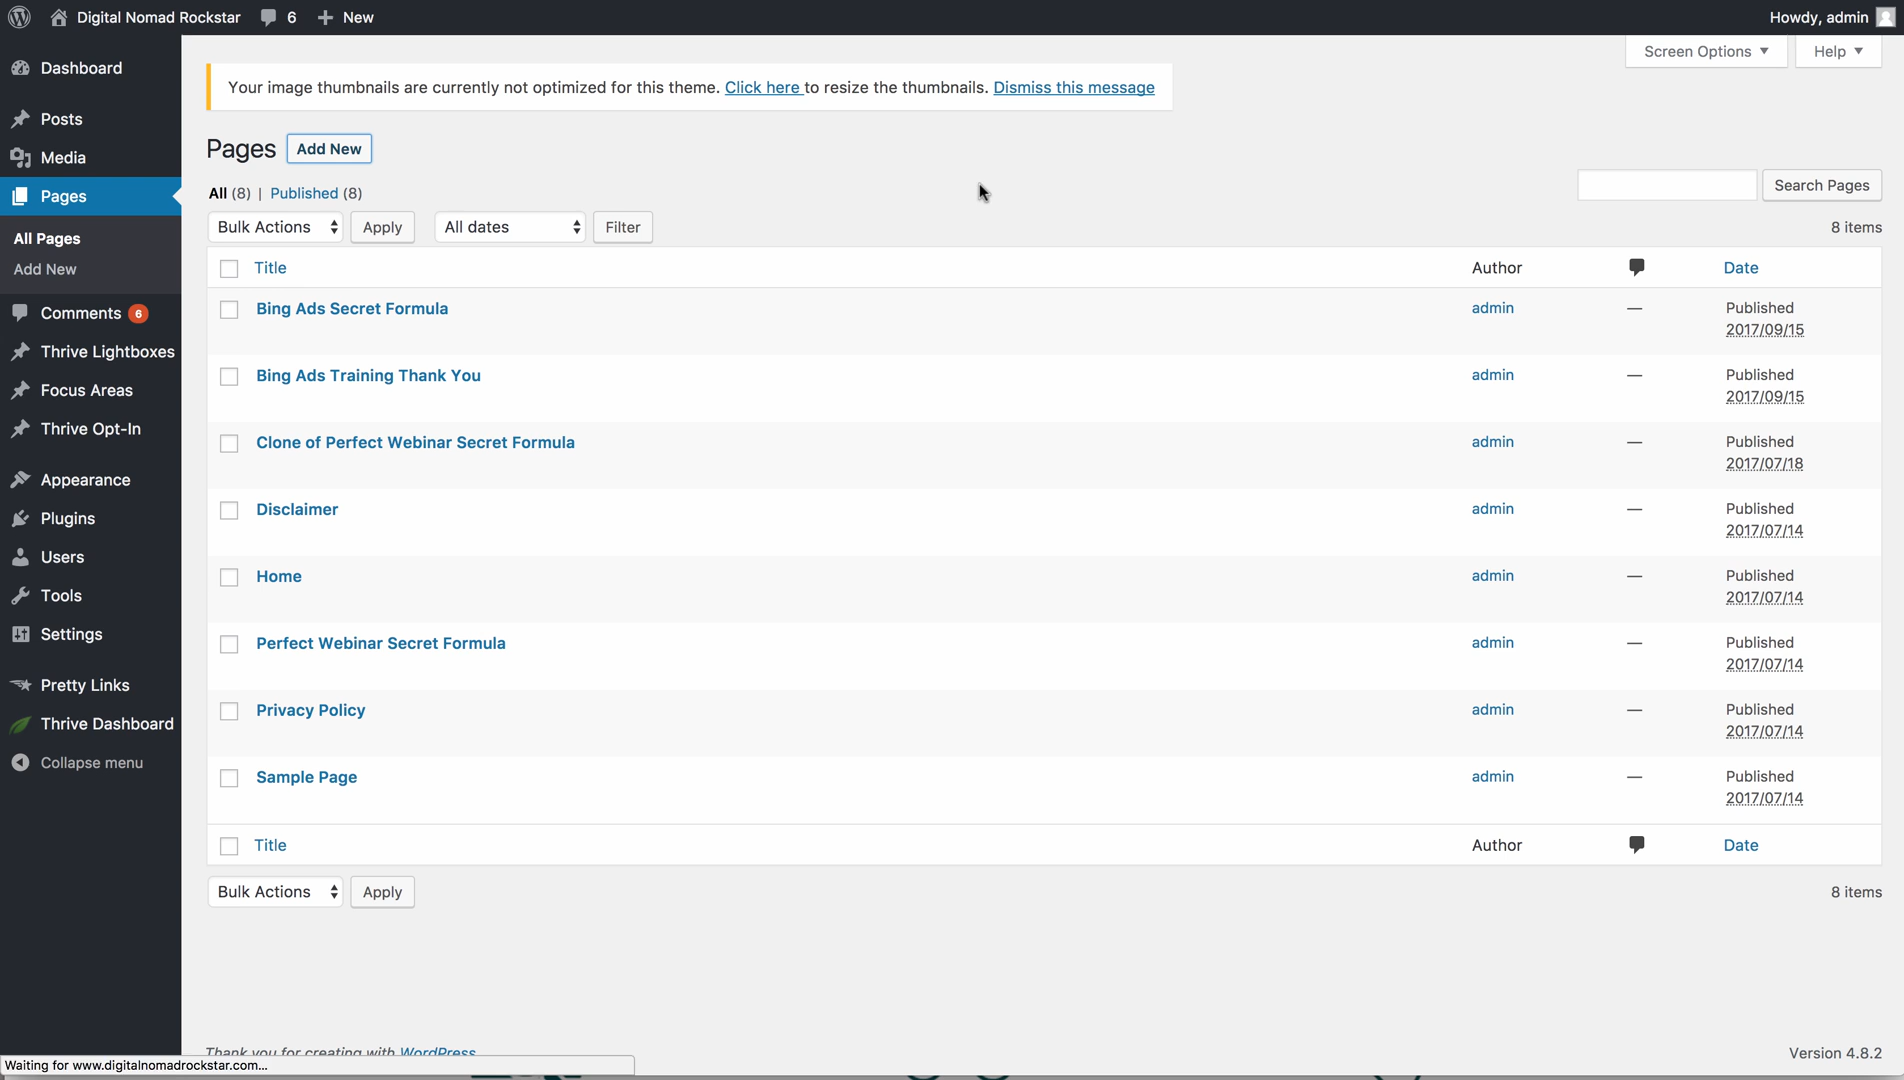 Digital Nomad Rockstar 6 New Howdy, admin
Screen Options Help
Dashboard
Posts
Media
Pages
All Pages
Add New
Comments 6
Thrive Lightboxes
Focus Areas
Thrive Opt-In
Appearance
Plugins
Users
Tools
Settings
Pretty Links
Thrive Dashboard
Collapse menu
Your image thumbnails are currently not optimized for this theme. Click here to resize the thumbnails. Dismiss this message
Pages Add New
All (8) | Published (8)
Search Pages
Bulk Actions Apply All dates Filter 8 items
Title Author Date
Bing Ads Secret Formula admin — Published
2017/09/15
Bing Ads Training Thank You admin — Published
2017/09/15
Clone of Perfect Webinar Secret Formula admin — Published
2017/07/18
Disclaimer admin — Published
2017/07/14
Home admin — Published
2017/07/14
Perfect Webinar Secret Formula admin — Published
2017/07/14
Privacy Policy admin — Published
2017/07/14
Sample Page admin — Published
2017/07/14
Title Author Date
Bulk Actions Apply 8 items
Thank you for creating with WordPress Version 4.8.2
Waiting for www.digitalnomadrockstar.com...